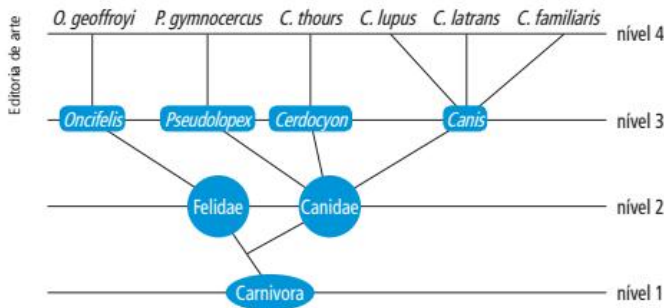 Editoria de arte
O. geoffroyi P. gymnocercus C. thours C. lupus C. latrans C. familiaris nível 4
Oncifelis Pseudolopex Cerdocyon Canis nível 3
Felidae Canidae nível 2
Carnivora nível 1